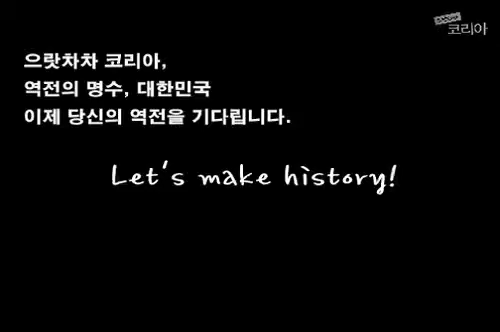 코리아
으랏차차 코리아,
역전의 명수, 대한민국
이제 당신의 역전을 기다립니다.
Let's make history!